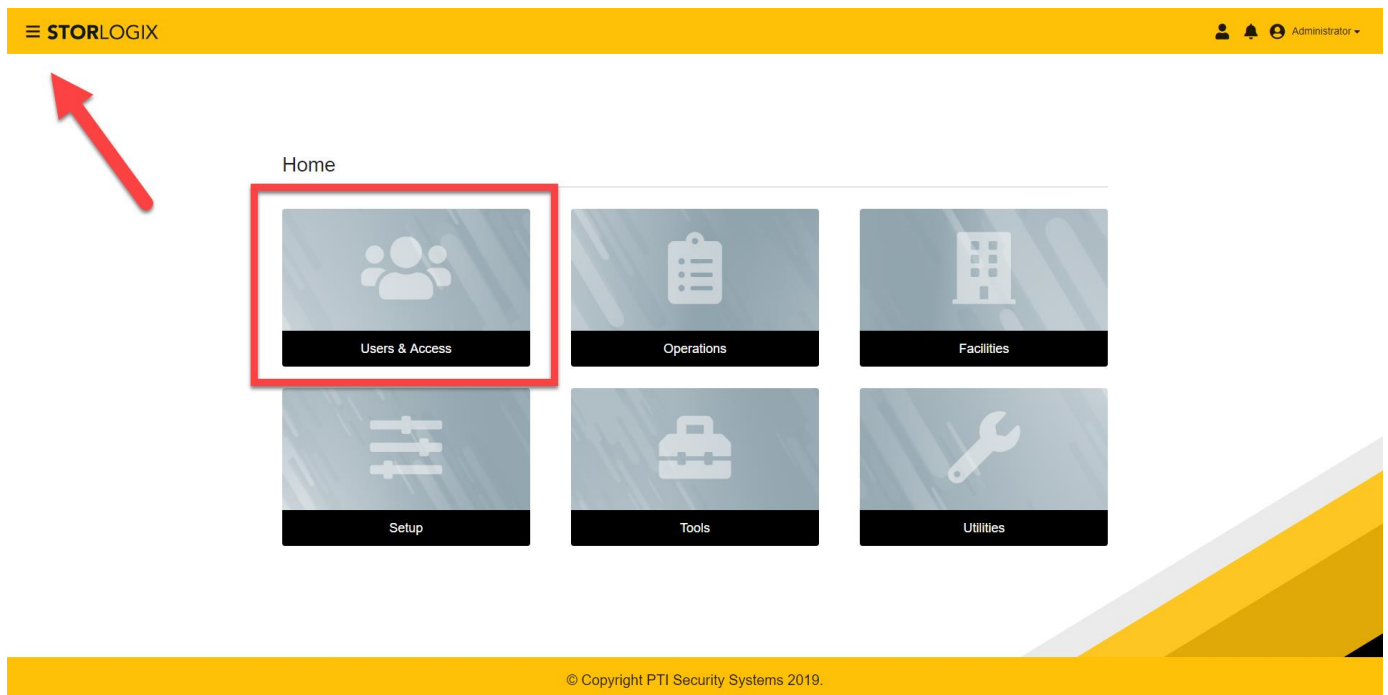 STORLOGIX
Administrator
Home
Users & Access
Operations
Facilities
Setup
Tools
Utilities
© Copyright PTI Security Systems 2019.